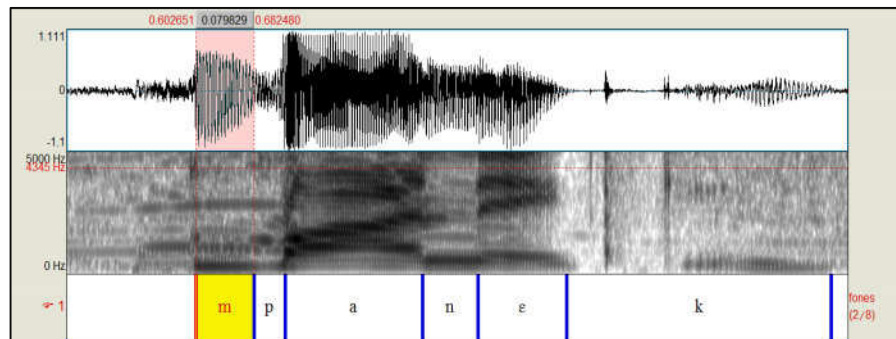 0.602651 0.079829 0.682480
1.111
0
-1.1
5000 Hz
4345 Hz
0 Hz
1 m p a n ɛ k fones
(2/8)